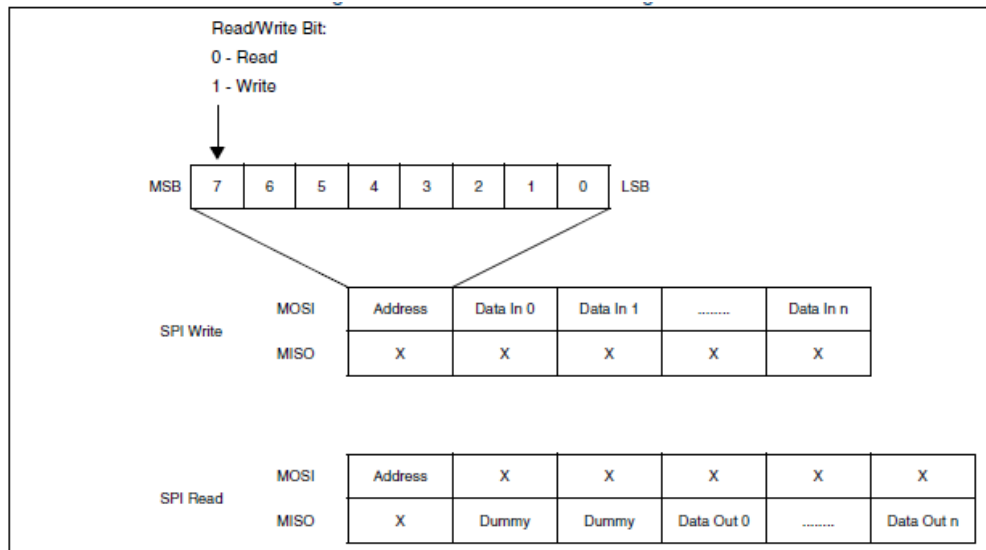 Read/Write Bit:
0 - Read
1 - Write
MSB 7 6 5 4 3 2 1 0 LSB
MOSI Address Data In 0 Data In 1 ......... Data In n
SPI Write
MISO X X X X X
MOSI Address X X X X X
SPI Read
MISO X Dummy Dummy Data Out 0 ......... Data Out n